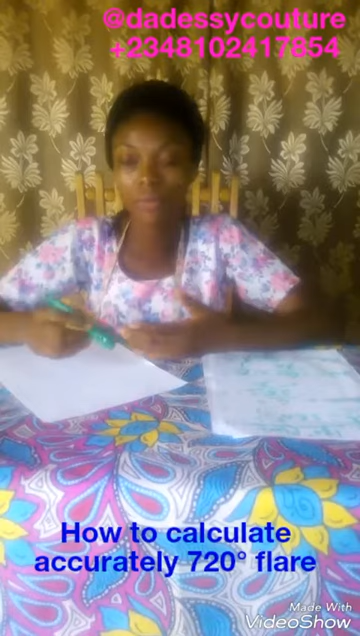 @dadessycouture
+2348102417854
How to calculate
accurately 720° flare
Made With
VideoShow